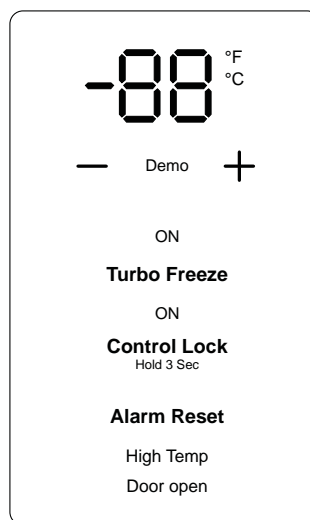 -88 °F
°C
− Demo +
ON
Turbo Freeze
ON
Control Lock
Hold 3 Sec
Alarm Reset
High Temp
Door open